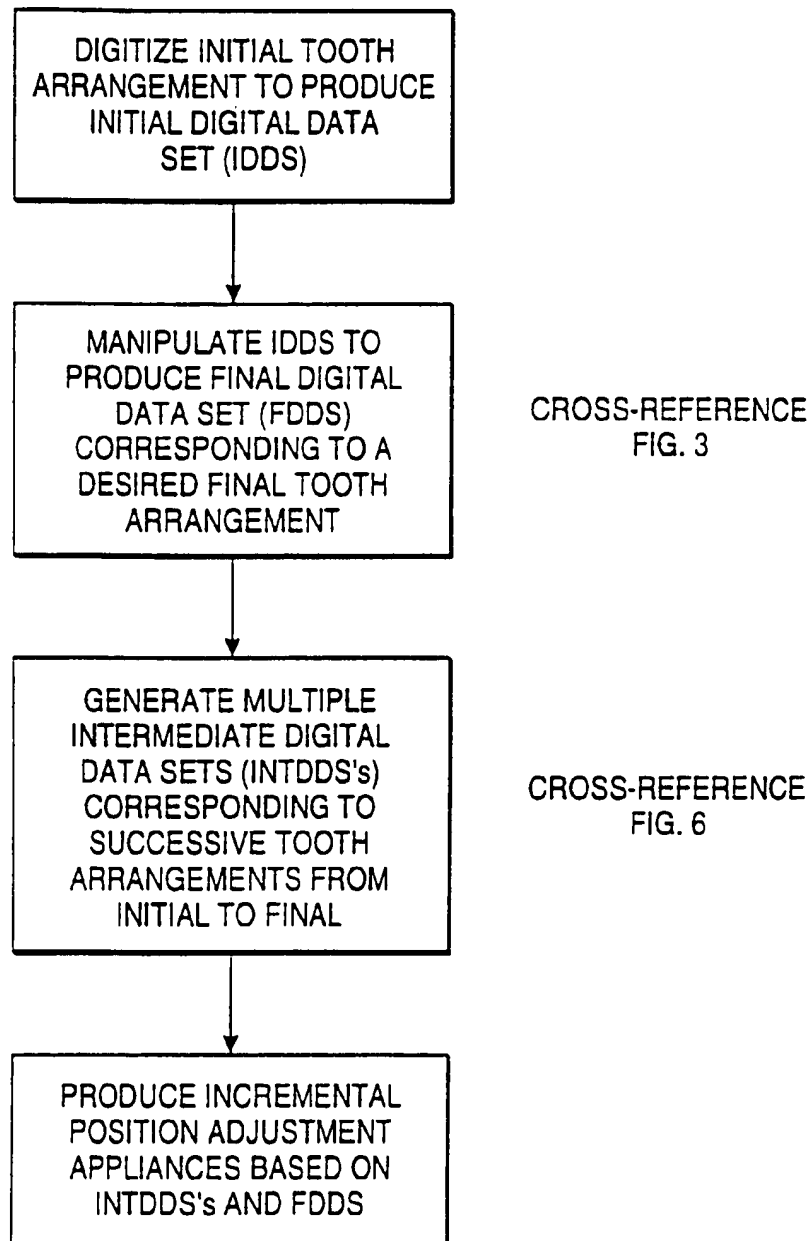 DIGITIZE INITIAL TOOTH
ARRANGEMENT TO PRODUCE
INITIAL DIGITAL DATA
SET (IDDS)
MANIPULATE IDDS TO
PRODUCE FINAL DIGITAL
DATA SET (FDDS)
CORRESPONDING TO A
DESIRED FINAL TOOTH
ARRANGEMENT
CROSS-REFERENCE
FIG. 3
GENERATE MULTIPLE
INTERMEDIATE DIGITAL
DATA SETS (INTDDS's)
CORRESPONDING TO
SUCCESSIVE TOOTH
ARRANGEMENTS FROM
INITIAL TO FINAL
CROSS-REFERENCE
FIG. 6
PRODUCE INCREMENTAL
POSITION ADJUSTMENT
APPLIANCES BASED ON
INTDDS's AND FDDS